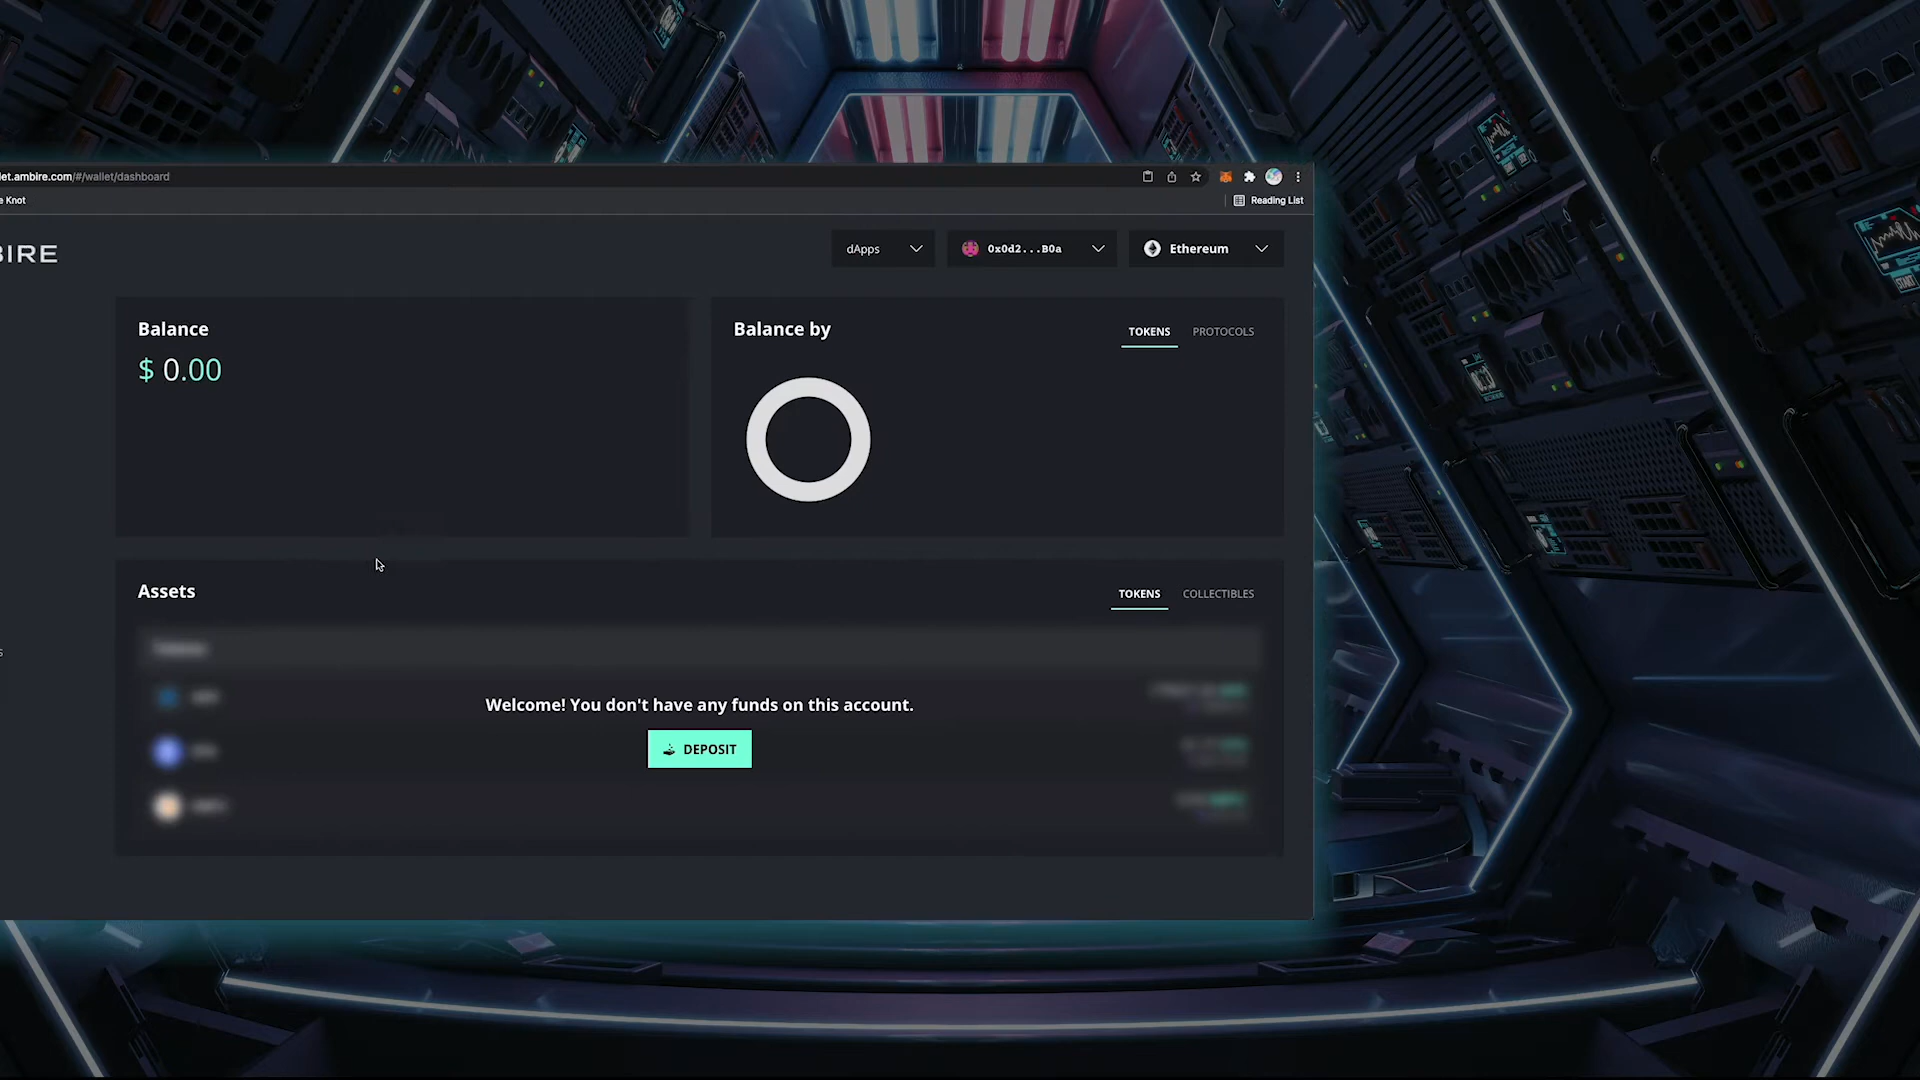 let.ambire.com/#/wallet/dashboard
e Knot
Reading List
BIRE
dApps
0x0d2...B0a
Ethereum
Balance
$ 0.00
Balance by
TOKENS
PROTOCOLS
Assets
TOKENS
COLLECTIBLES
s
Welcome! You don't have any funds on this account.
DEPOSIT